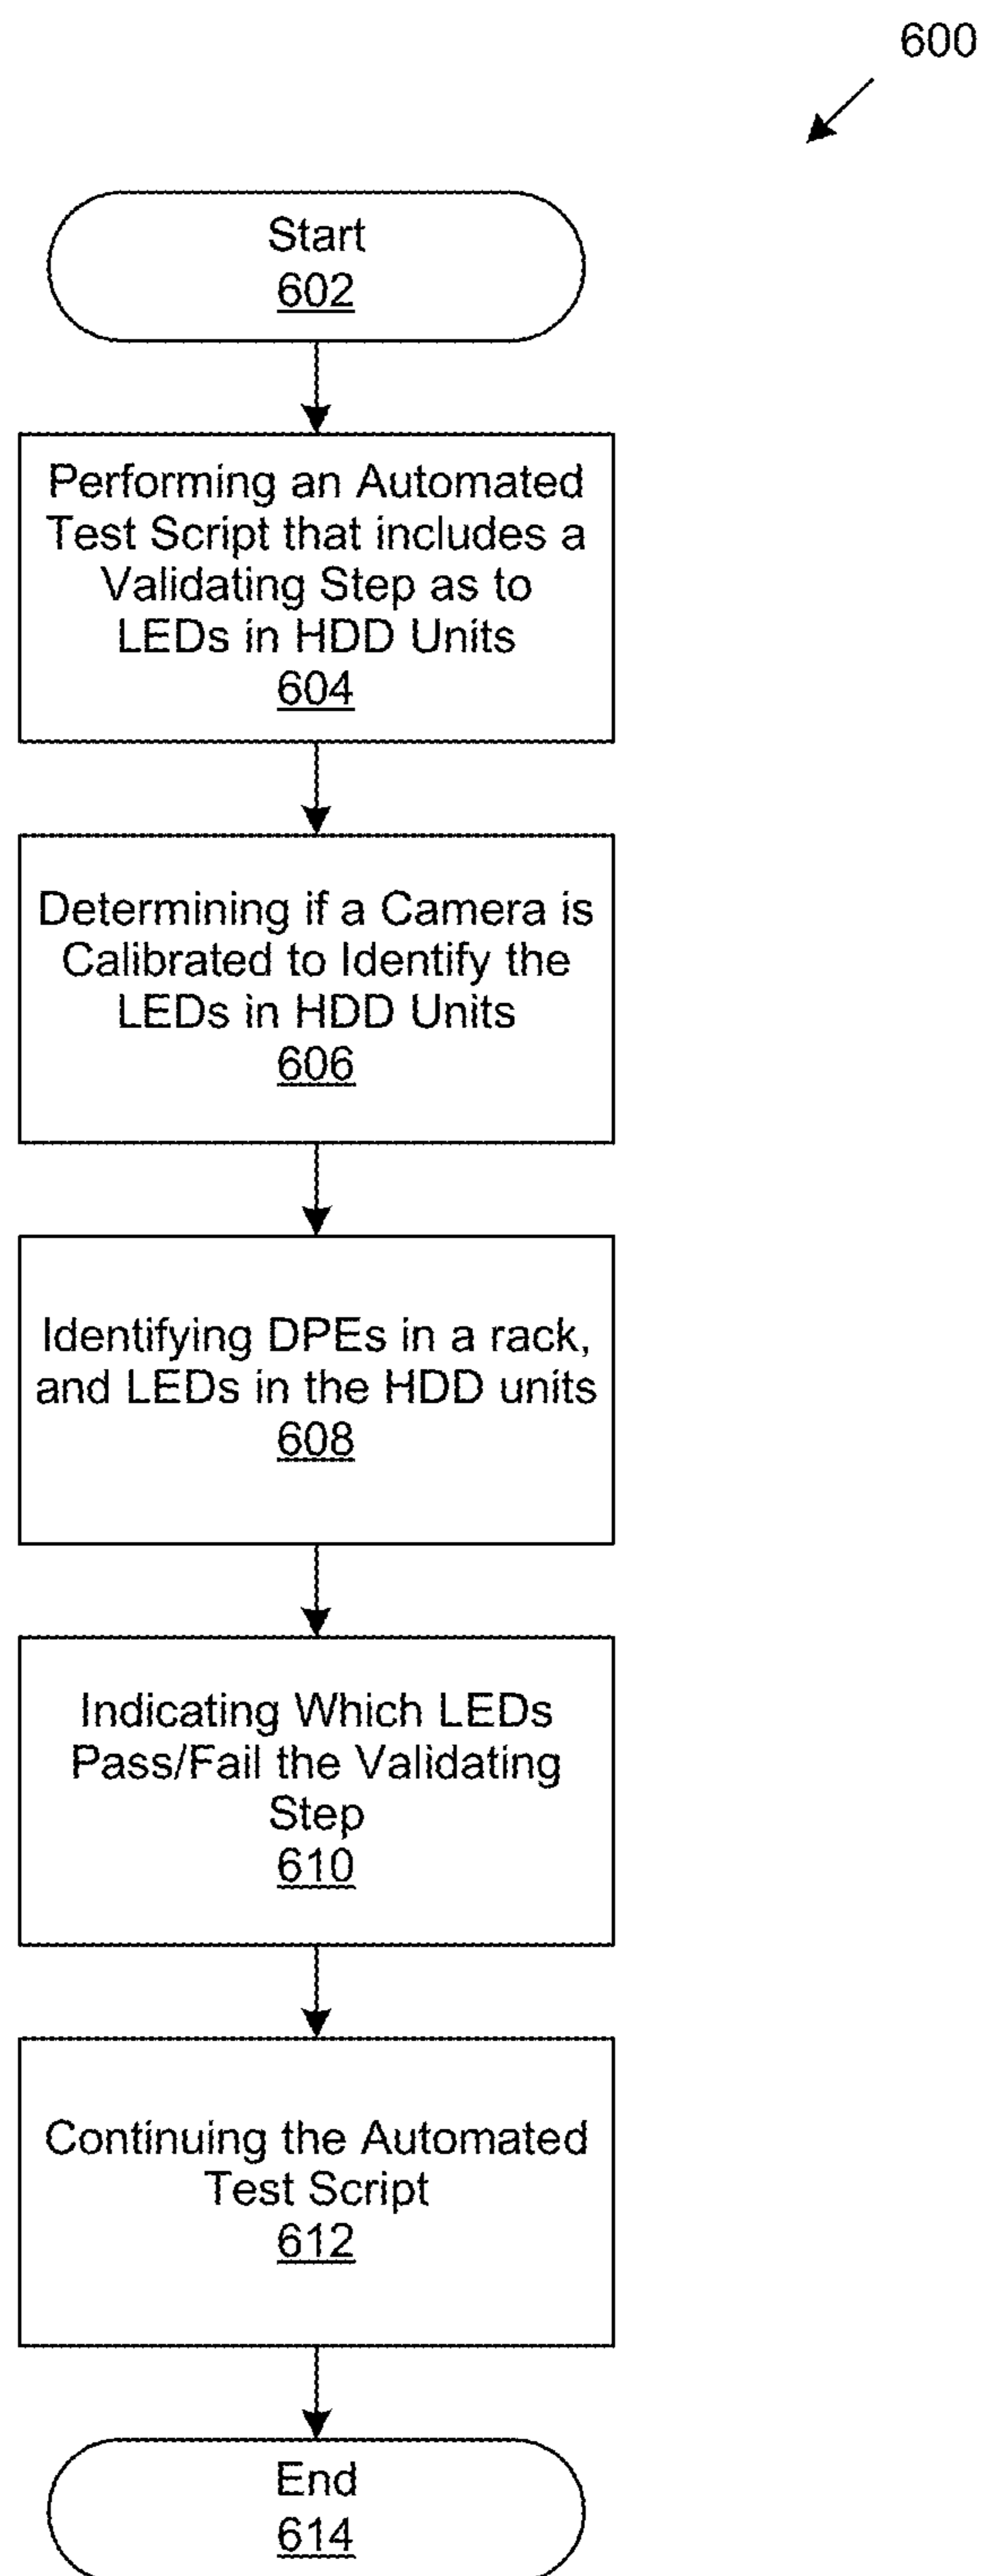 600
Start
602
Performing an Automated
Test Script that includes a
Validating Step as to
LEDs in HDD Units
604
Determining if a Camera is
Calibrated to Identify the
LEDs in HDD Units
606
Identifying DPEs in a rack,
and LEDs in the HDD units
608
Indicating Which LEDs
Pass/Fail the Validating
Step
610
Continuing the Automated
Test Script
612
End
614